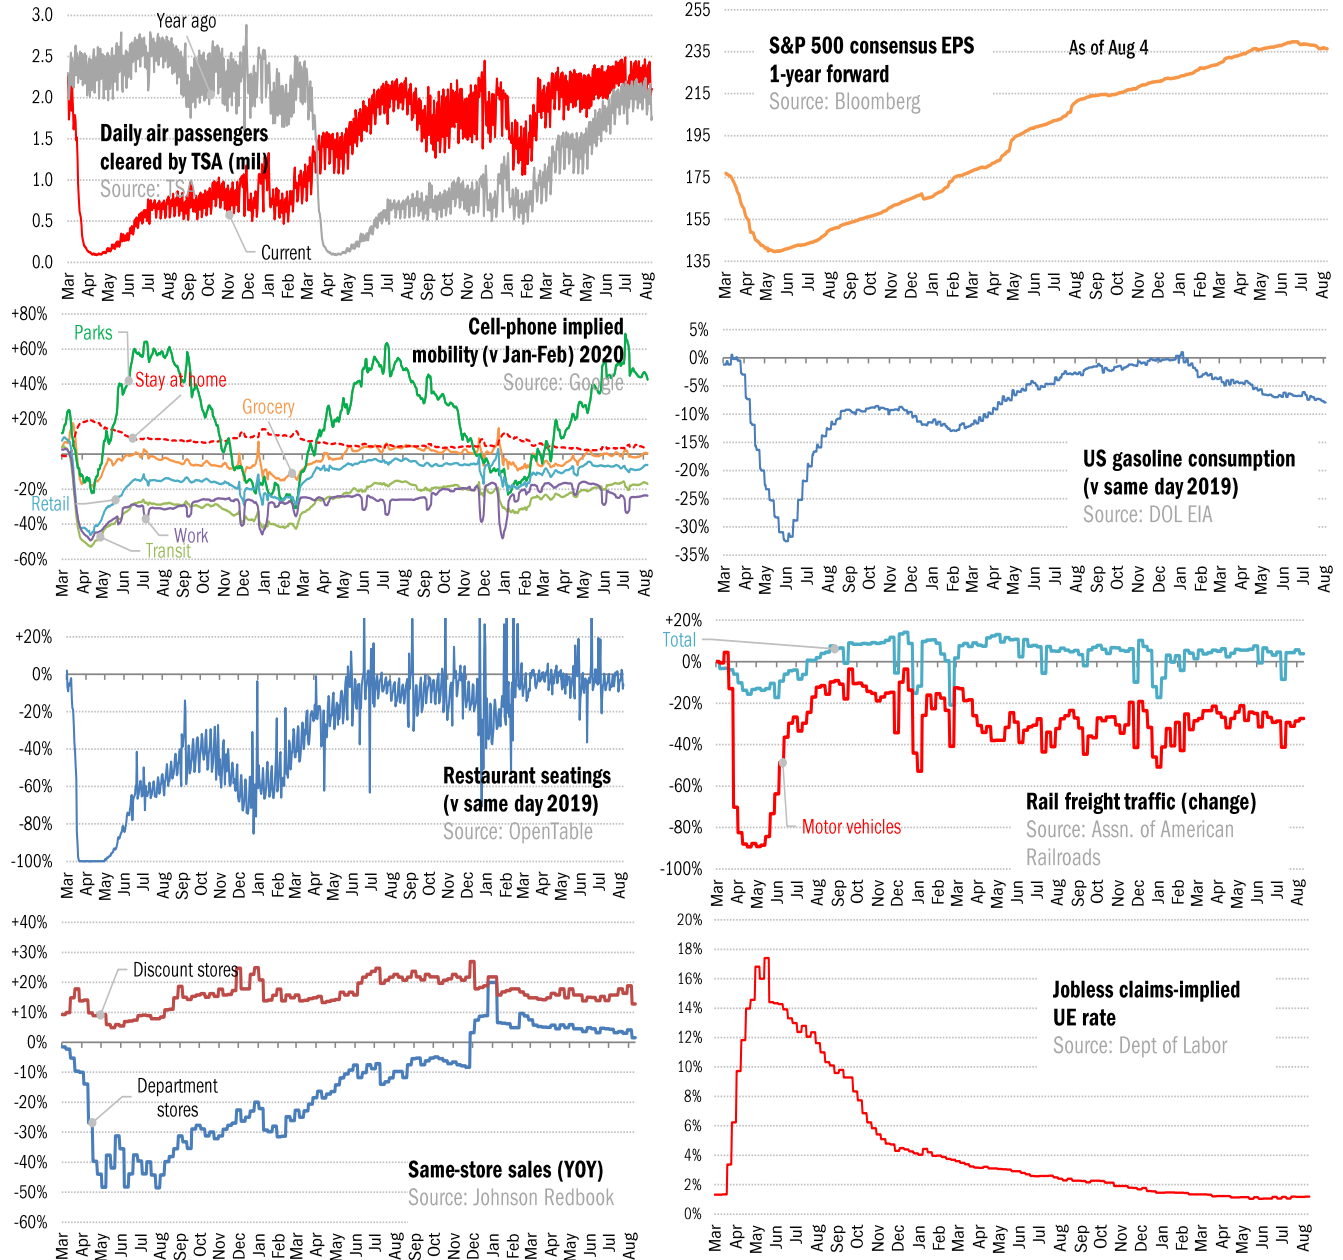 3.0
2.5
2.0
1.5
1.0
0.5
0.0
Year ago
Daily air passengers
cleared by TSA (mil)
Source: TSA
Current
Mar Apr May Jun Jul Aug Sep Oct Nov Dec Jan Feb Mar Apr May Jun Jul Aug Sep Oct Nov Dec Jan Feb Mar Apr May Jun Jul Aug
255
235
215
195
175
155
135
S&P 500 consensus EPS
1-year forward
Source: Bloomberg
As of Aug 4
Mar Apr May Jun Jul Aug Sep Oct Nov Dec Jan Feb Mar Apr May Jun Jul Aug Sep Oct Nov Dec Jan Feb Mar Apr May Jun Jul Aug
+80%
+60%
+40%
+20%
+0%
-20%
-40%
-60%
Parks
Stay at home
Grocery
Retail
Work
Transit
Cell-phone implied
mobility (v Jan-Feb) 2020
Source: Google
Mar Apr May Jun Jul Aug Sep Oct Nov Dec Jan Feb Mar Apr May Jun Jul Aug Sep Oct Nov Dec Jan Feb Mar Apr May Jun Jul Aug
5%
0%
-5%
-10%
-15%
-20%
-25%
-30%
-35%
US gasoline consumption
(v same day 2019)
Source: DOL EIA
Mar Apr May Jun Jul Aug Sep Oct Nov Dec Jan Feb Mar Apr May Jun Jul Aug Sep Oct Nov Dec Jan Feb Mar Apr May Jun Jul Aug
+20%
0%
-20%
-40%
-60%
-80%
-100%
Restaurant seatings
(v same day 2019)
Source: OpenTable
Mar Apr May Jun Jul Aug Sep Oct Nov Dec Jan Feb Mar Apr May Jun Jul Aug Sep Oct Nov Dec Jan Feb Mar Apr May Jun Jul Aug
+20%
0%
-20%
-40%
-60%
-80%
-100%
Total
Motor vehicles
Rail freight traffic (change)
Source: Assn. of American
Railroads
Mar Apr May Jun Jul Aug Sep Oct Nov Dec Jan Feb Mar Apr May Jun Jul Aug Sep Oct Nov Dec Jan Feb Mar Apr May Jun Jul Aug
+40%
+30%
+20%
+10%
0%
-10%
-20%
-30%
-40%
-50%
-60%
Discount stores
Department
stores
Same-store sales (YOY)
Source: Johnson Redbook
Mar Apr May Jun Jul Aug Sep Oct Nov Dec Jan Feb Mar Apr May Jun Jul Aug Sep Oct Nov Dec Jan Feb Mar Apr May Jun Jul Aug
20%
18%
16%
14%
12%
10%
8%
6%
4%
2%
0%
Jobless claims-implied
UE rate
Source: Dept of Labor
Mar Apr May Jun Jul Aug Sep Oct Nov Dec Jan Feb Mar Apr May Jun Jul Aug Sep Oct Nov Dec Jan Feb Mar Apr May Jun Jul Aug